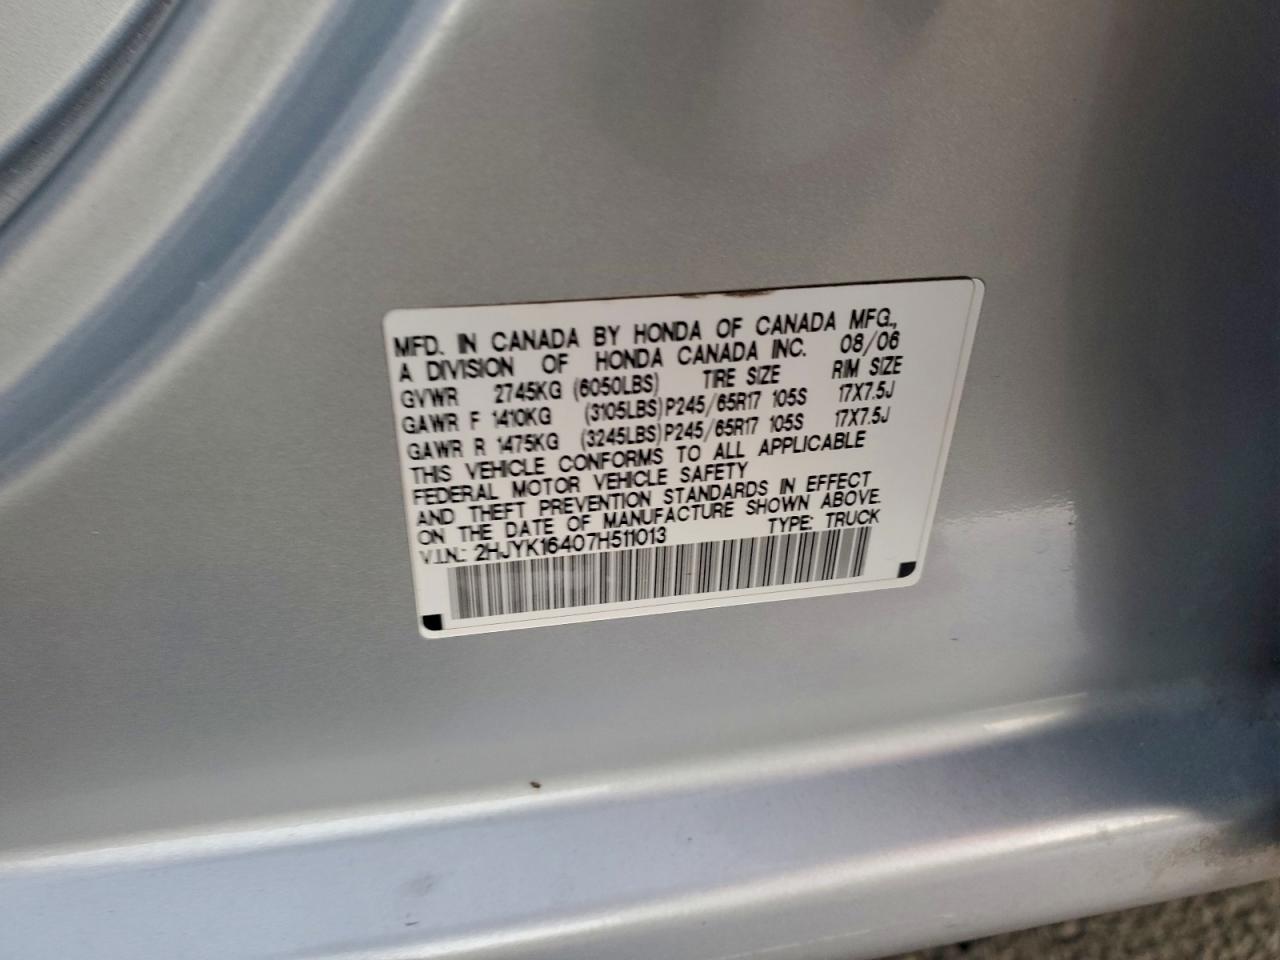 MFD. IN CANADA BY HONDA OF CANADA MFG.,
A DIVISION OF HONDA CANADA INC. 08/06
GVWR 2745KG (6050LBS) TIRE SIZE RIM SIZE
GAWR F 1410KG (3105LBS) P245/65R17 105S 17X7.5J
GAWR R 1475KG (3245LBS) P245/65R17 105S 17X7.5J
THIS VEHICLE CONFORMS TO ALL APPLICABLE
FEDERAL MOTOR VEHICLE SAFETY
AND THEFT PREVENTION STANDARDS IN EFFECT
ON THE DATE OF MANUFACTURE SHOWN ABOVE.
V.I.N.: 2HJYK16407H511013 TYPE: TRUCK